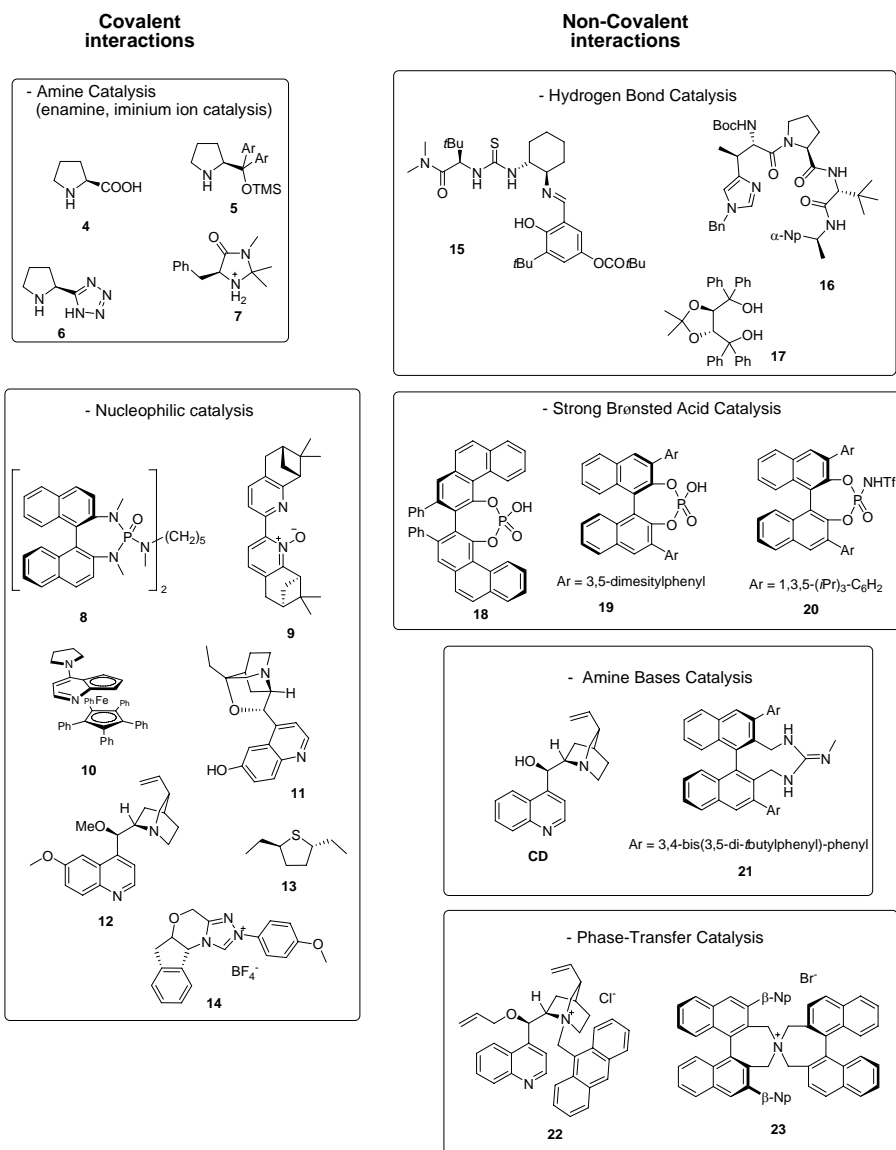 Covalent
interactions
- Amine Catalysis
(enamine, iminium ion catalysis)
N
H
COOH
4
N
H
Ar
Ar
OTMS
5
N
H
N
N
N
HN
6
O
N
Ph
N
+
H2
7
- Nucleophilic catalysis
N
O
P
N
N
(CH2)5
2
8
N
N
+
O
−
9
N
N
Fe
Ph
Ph
Ph
Ph
Ph
10
N
H
O
HO
N
11
H
MeO
N
O
N
12
S
13
O
N
N
N
+
O
BF4-
14
Non-Covalent
interactions
- Hydrogen Bond Catalysis
N
O
tBu
N
H
S
N
H
N
HO
tBu
OCOtBu
15
BocHN
O
N
O
NH
O
NH
N
N
Bn
α-Np
16
Ph
Ph
O
OH
O
OH
Ph
Ph
17
- Strong Brønsted Acid Catalysis
Ph
Ph
O
O
P
OH
O
18
Ar
O
O
P
OH
O
Ar
Ar = 3,5-dimesitylphenyl
19
Ar
O
O
P
NHTf
O
Ar
Ar = 1,3,5-(iPr)3-C6H2
20
- Amine Bases Catalysis
HO
H
N
N
CD
Ar
N
H
N
N
H
Ar
Ar = 3,4-bis(3,5-di-tbutylphenyl)-phenyl
21
- Phase-Transfer Catalysis
H
O
N
+
Cl-
N
22
β-Np
Br-
N
+
β-Np
23